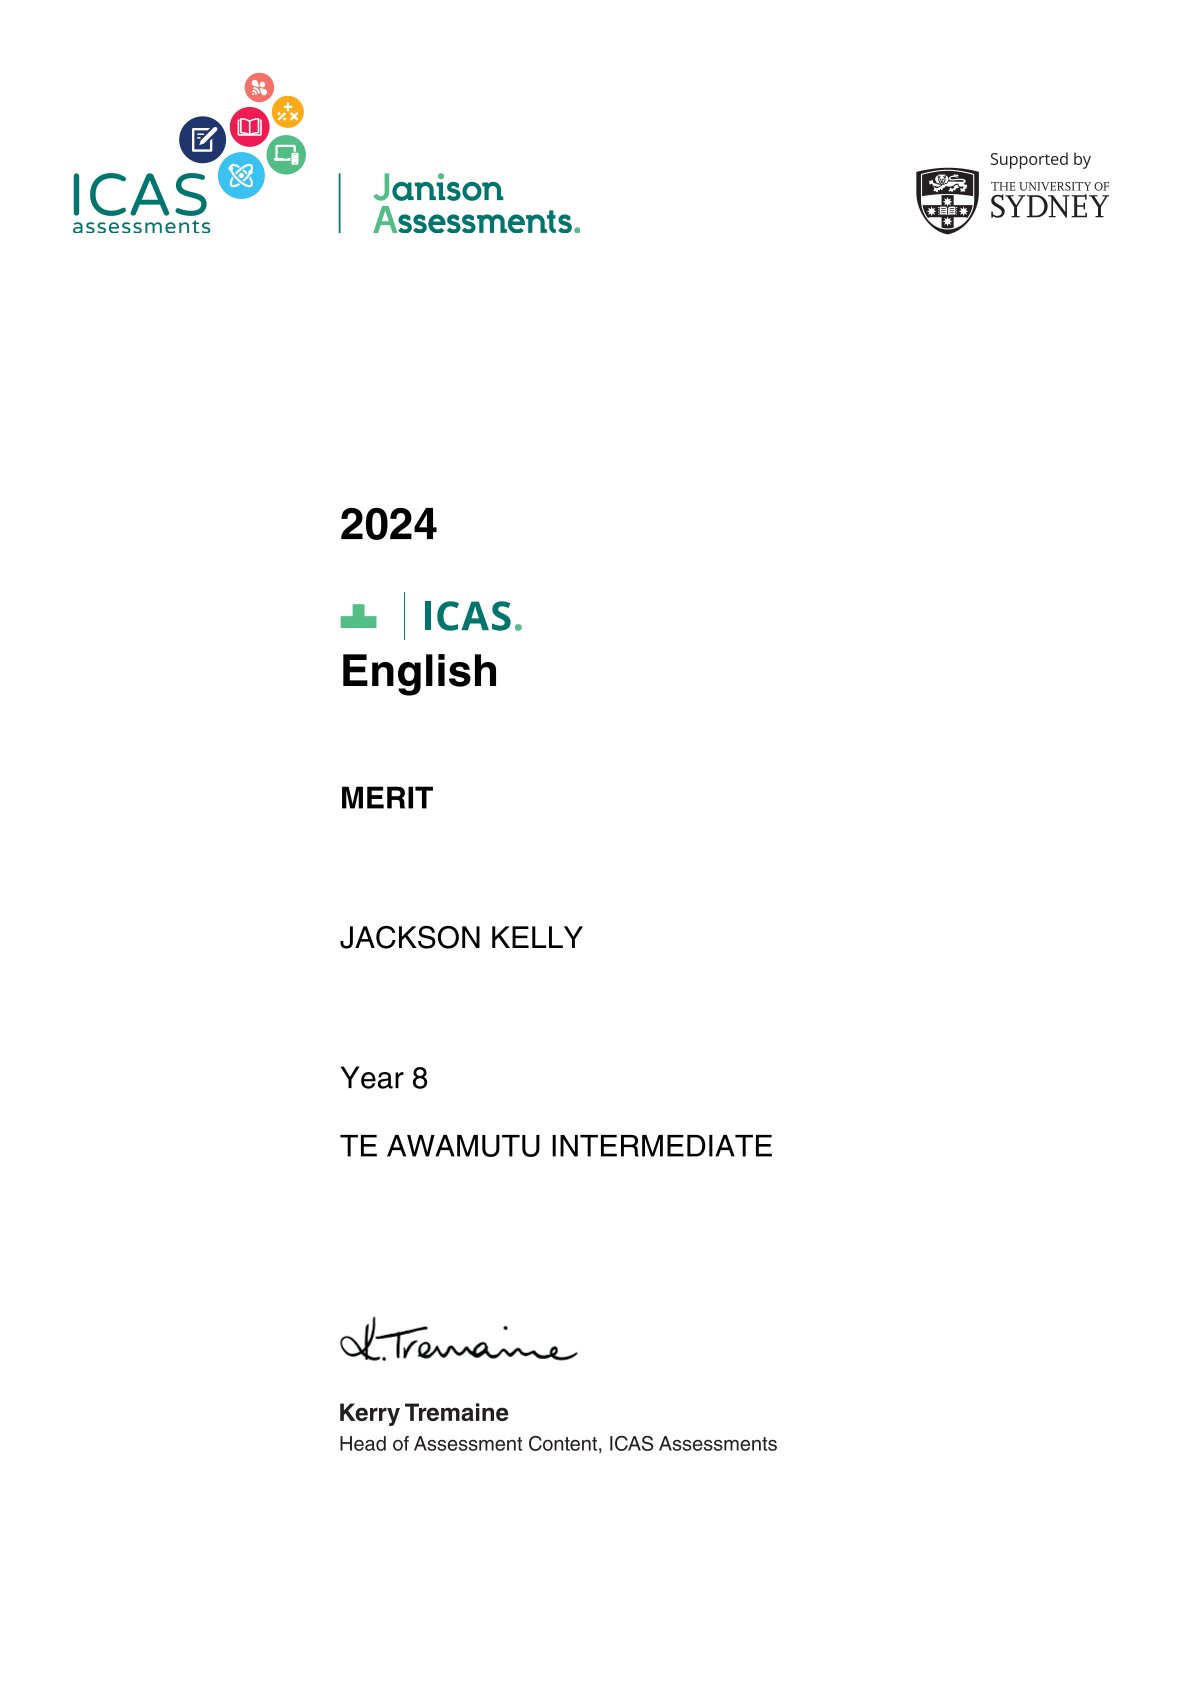 ICAS
assessments
Janison
Assessments.
Supported by
THE UNIVERSITY OF
SYDNEY
2024
ICAS.
English
MERIT
JACKSON KELLY
Year 8
TE AWAMUTU INTERMEDIATE
K.Tremaine
Kerry Tremaine
Head of Assessment Content, ICAS Assessments